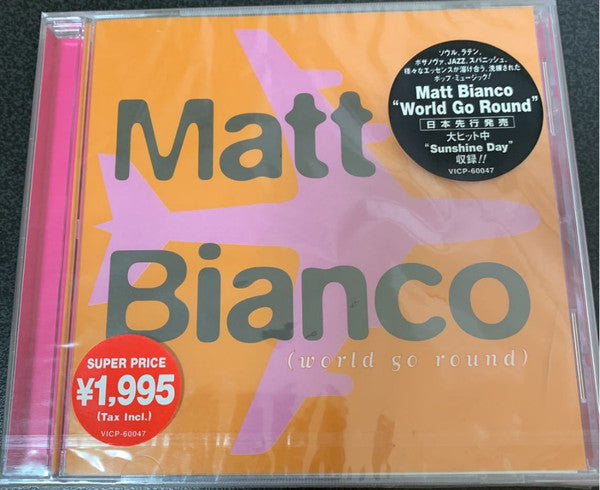 ソウル、ラテン、
ボサノヴァ、JAZZ、スパニッシュ、
様々なエッセンスが溶け合う、洗練された
ポップ・ミュージック!
Matt Bianco
“World Go Round”
日本先行発売
大ヒット中
“Sunshine Day”
収録!!
VICP-60047
Matt
Bianco
(world go round)
SUPER PRICE
¥1,995
(Tax Incl.)
VICP-60047